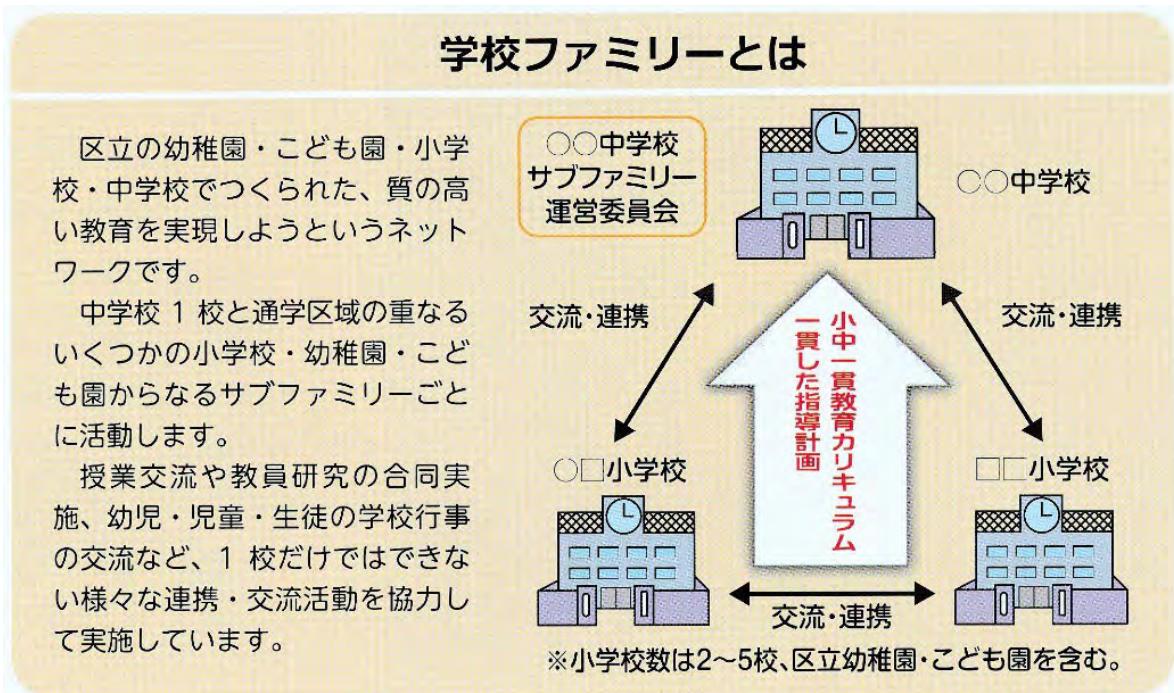 学校ファミリーとは
区立の幼稚園・こども園・小学
校・中学校でつくられた、質の高
い教育を実現しようというネット
ワークです。
中学校 1 校と通学区域の重なる
いくつかの小学校・幼稚園・こど
も園からなるサブファミリーごと
に活動します。
授業交流や教員研究の合同実
施、幼児・児童・生徒の学校行事
の交流など、1 校だけではできな
い様々な連携・交流活動を協力し
て実施しています。
○○中学校
サブファミリー
運営委員会
○○中学校
交流・連携
小中一貫教育カリキュラム
一貫した指導計画
交流・連携
○□小学校
□□小学校
交流・連携
※小学校数は2〜5校、区立幼稚園・こども園を含む。